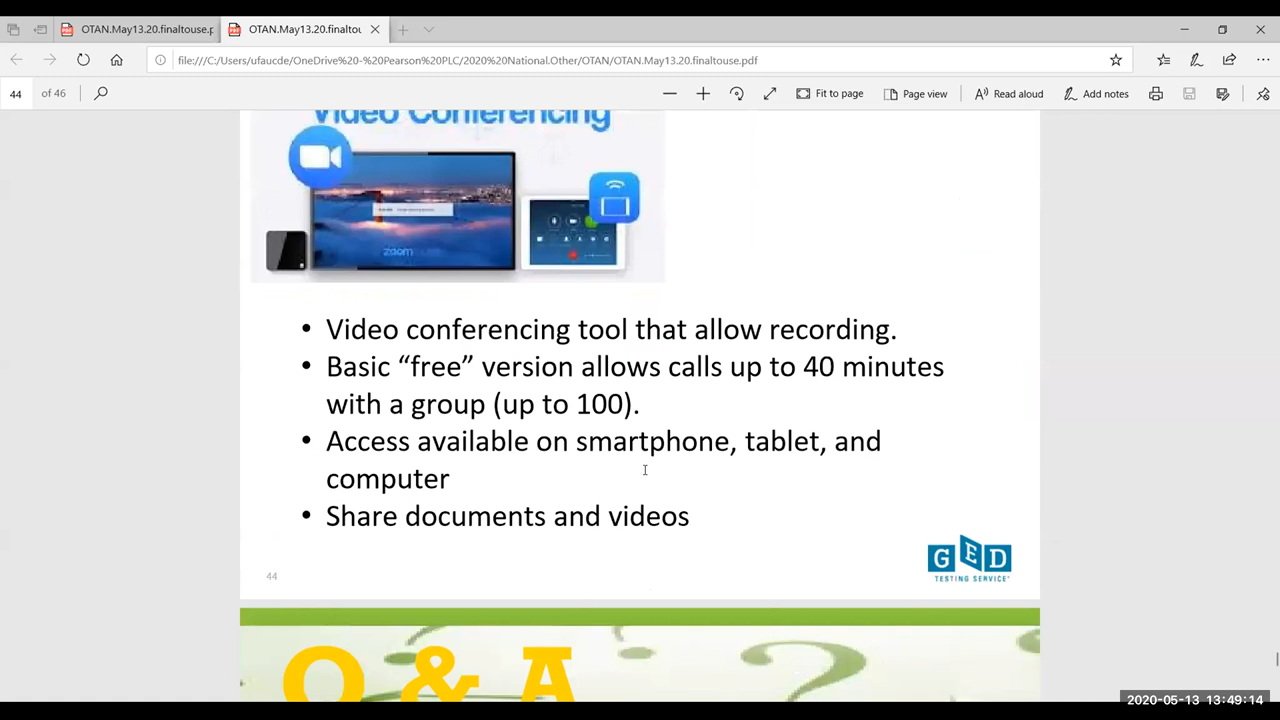 OTAN.May13.20.finaltouse.p
OTAN.May13.20.finaltou
file:///C:/Users/ufaucde/OneDrive%20-%20Pearson%20PLC/2020%20National.Other/OTAN/OTAN.May13.20.finaltouse.pdf
44 of 46
Fit to page
Page view
Read aloud
Add notes
Video Conferencing
zoom
• Video conferencing tool that allow recording.
• Basic “free” version allows calls up to 40 minutes
with a group (up to 100).
• Access available on smartphone, tablet, and
computer
• Share documents and videos
GED
TESTING SERVICE®
44
Q & A
2020-05-13 13:49:14